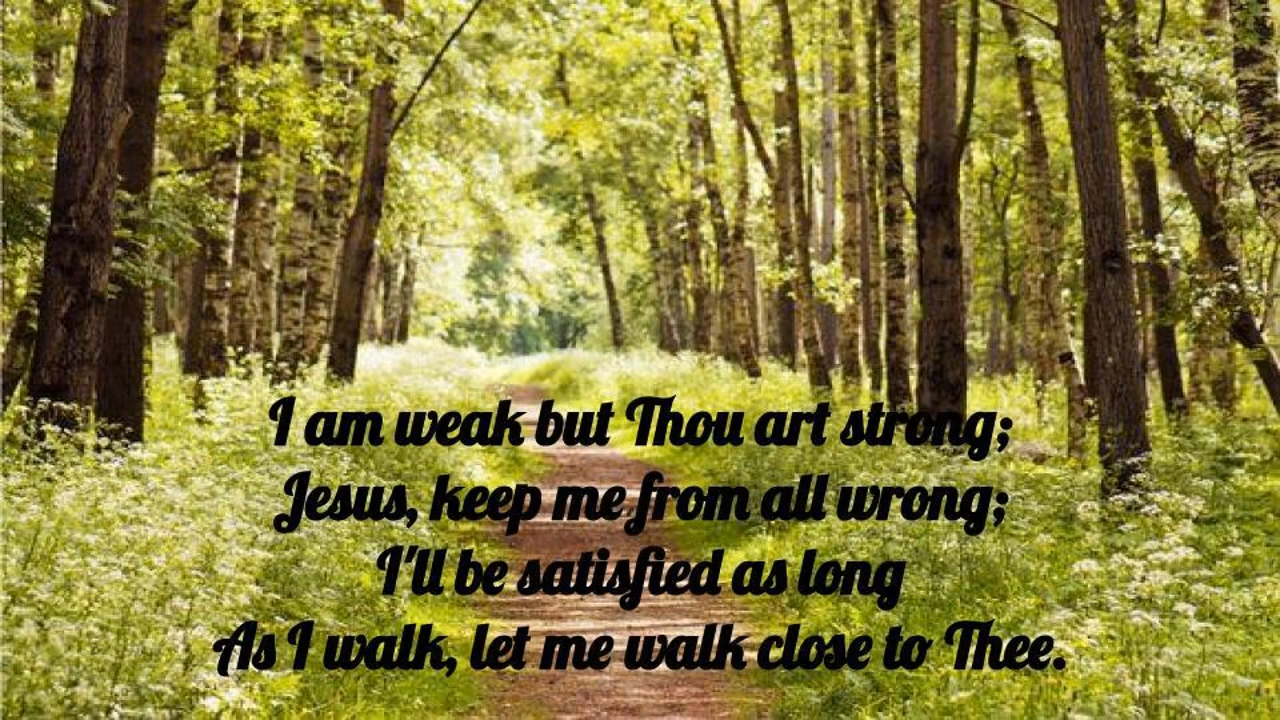 I am weak but Thou art strong;
Jesus, keep me from all wrong;
I'll be satisfied as long
As I walk, let me walk close to Thee.